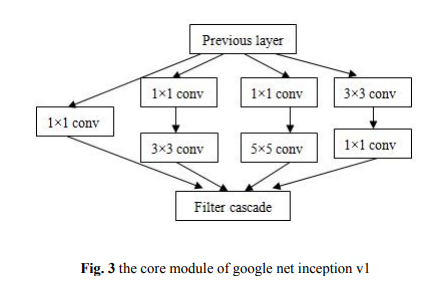 Previous layer
1×1 conv
1×1 conv
3×3 conv
1×1 conv
3×3 conv
5×5 conv
1×1 conv
Filter cascade
Fig. 3 the core module of google net inception v1